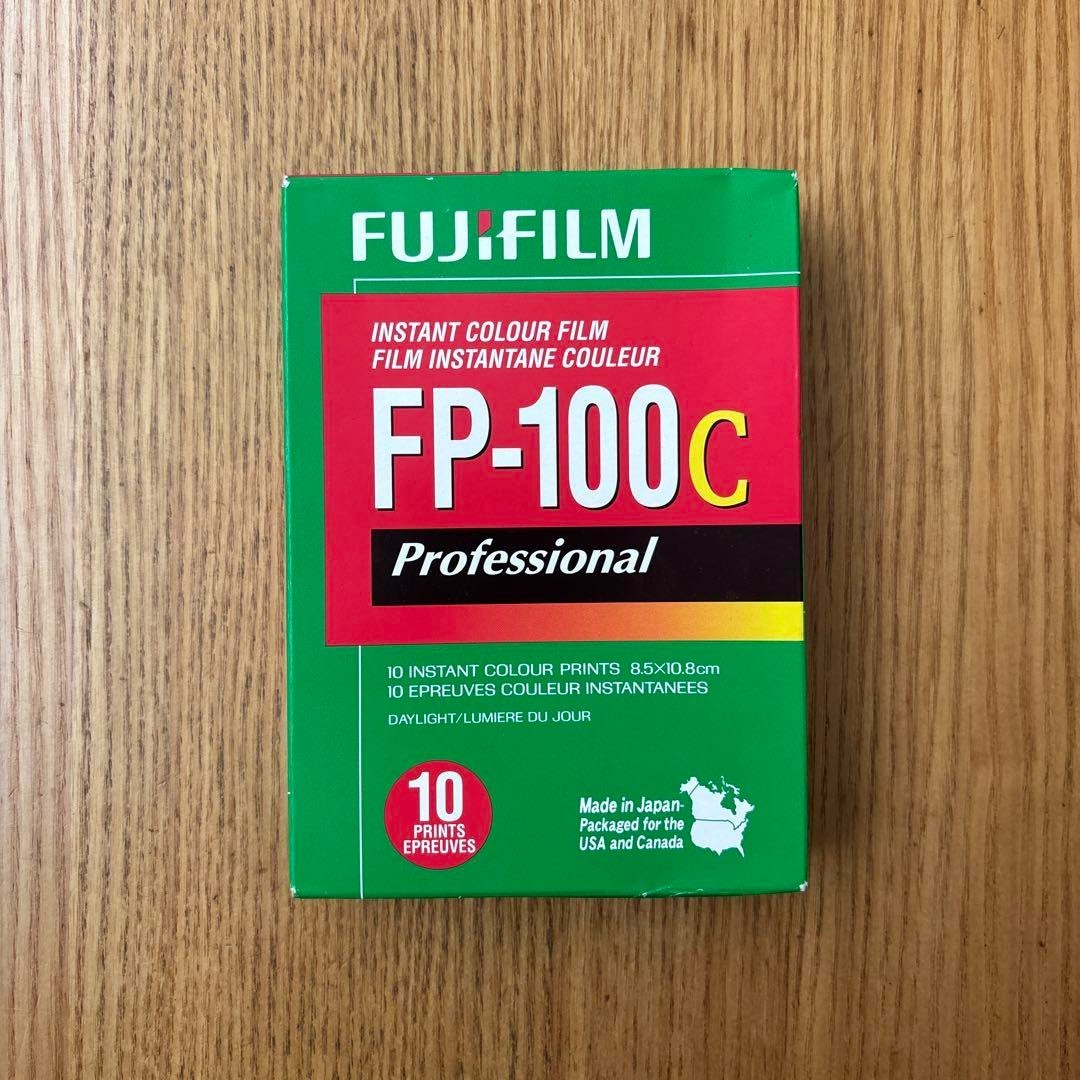 FUJIFILM
INSTANT COLOUR FILM
FILM INSTANTANE COULEUR
FP-100C
Professional
10 INSTANT COLOUR PRINTS 8.5×10.8cm
10 EPREUVES COULEUR INSTANTANEES
DAYLIGHT/LUMIERE DU JOUR
10
PRINTS
EPREUVES
Made in Japan-
Packaged for the
USA and Canada